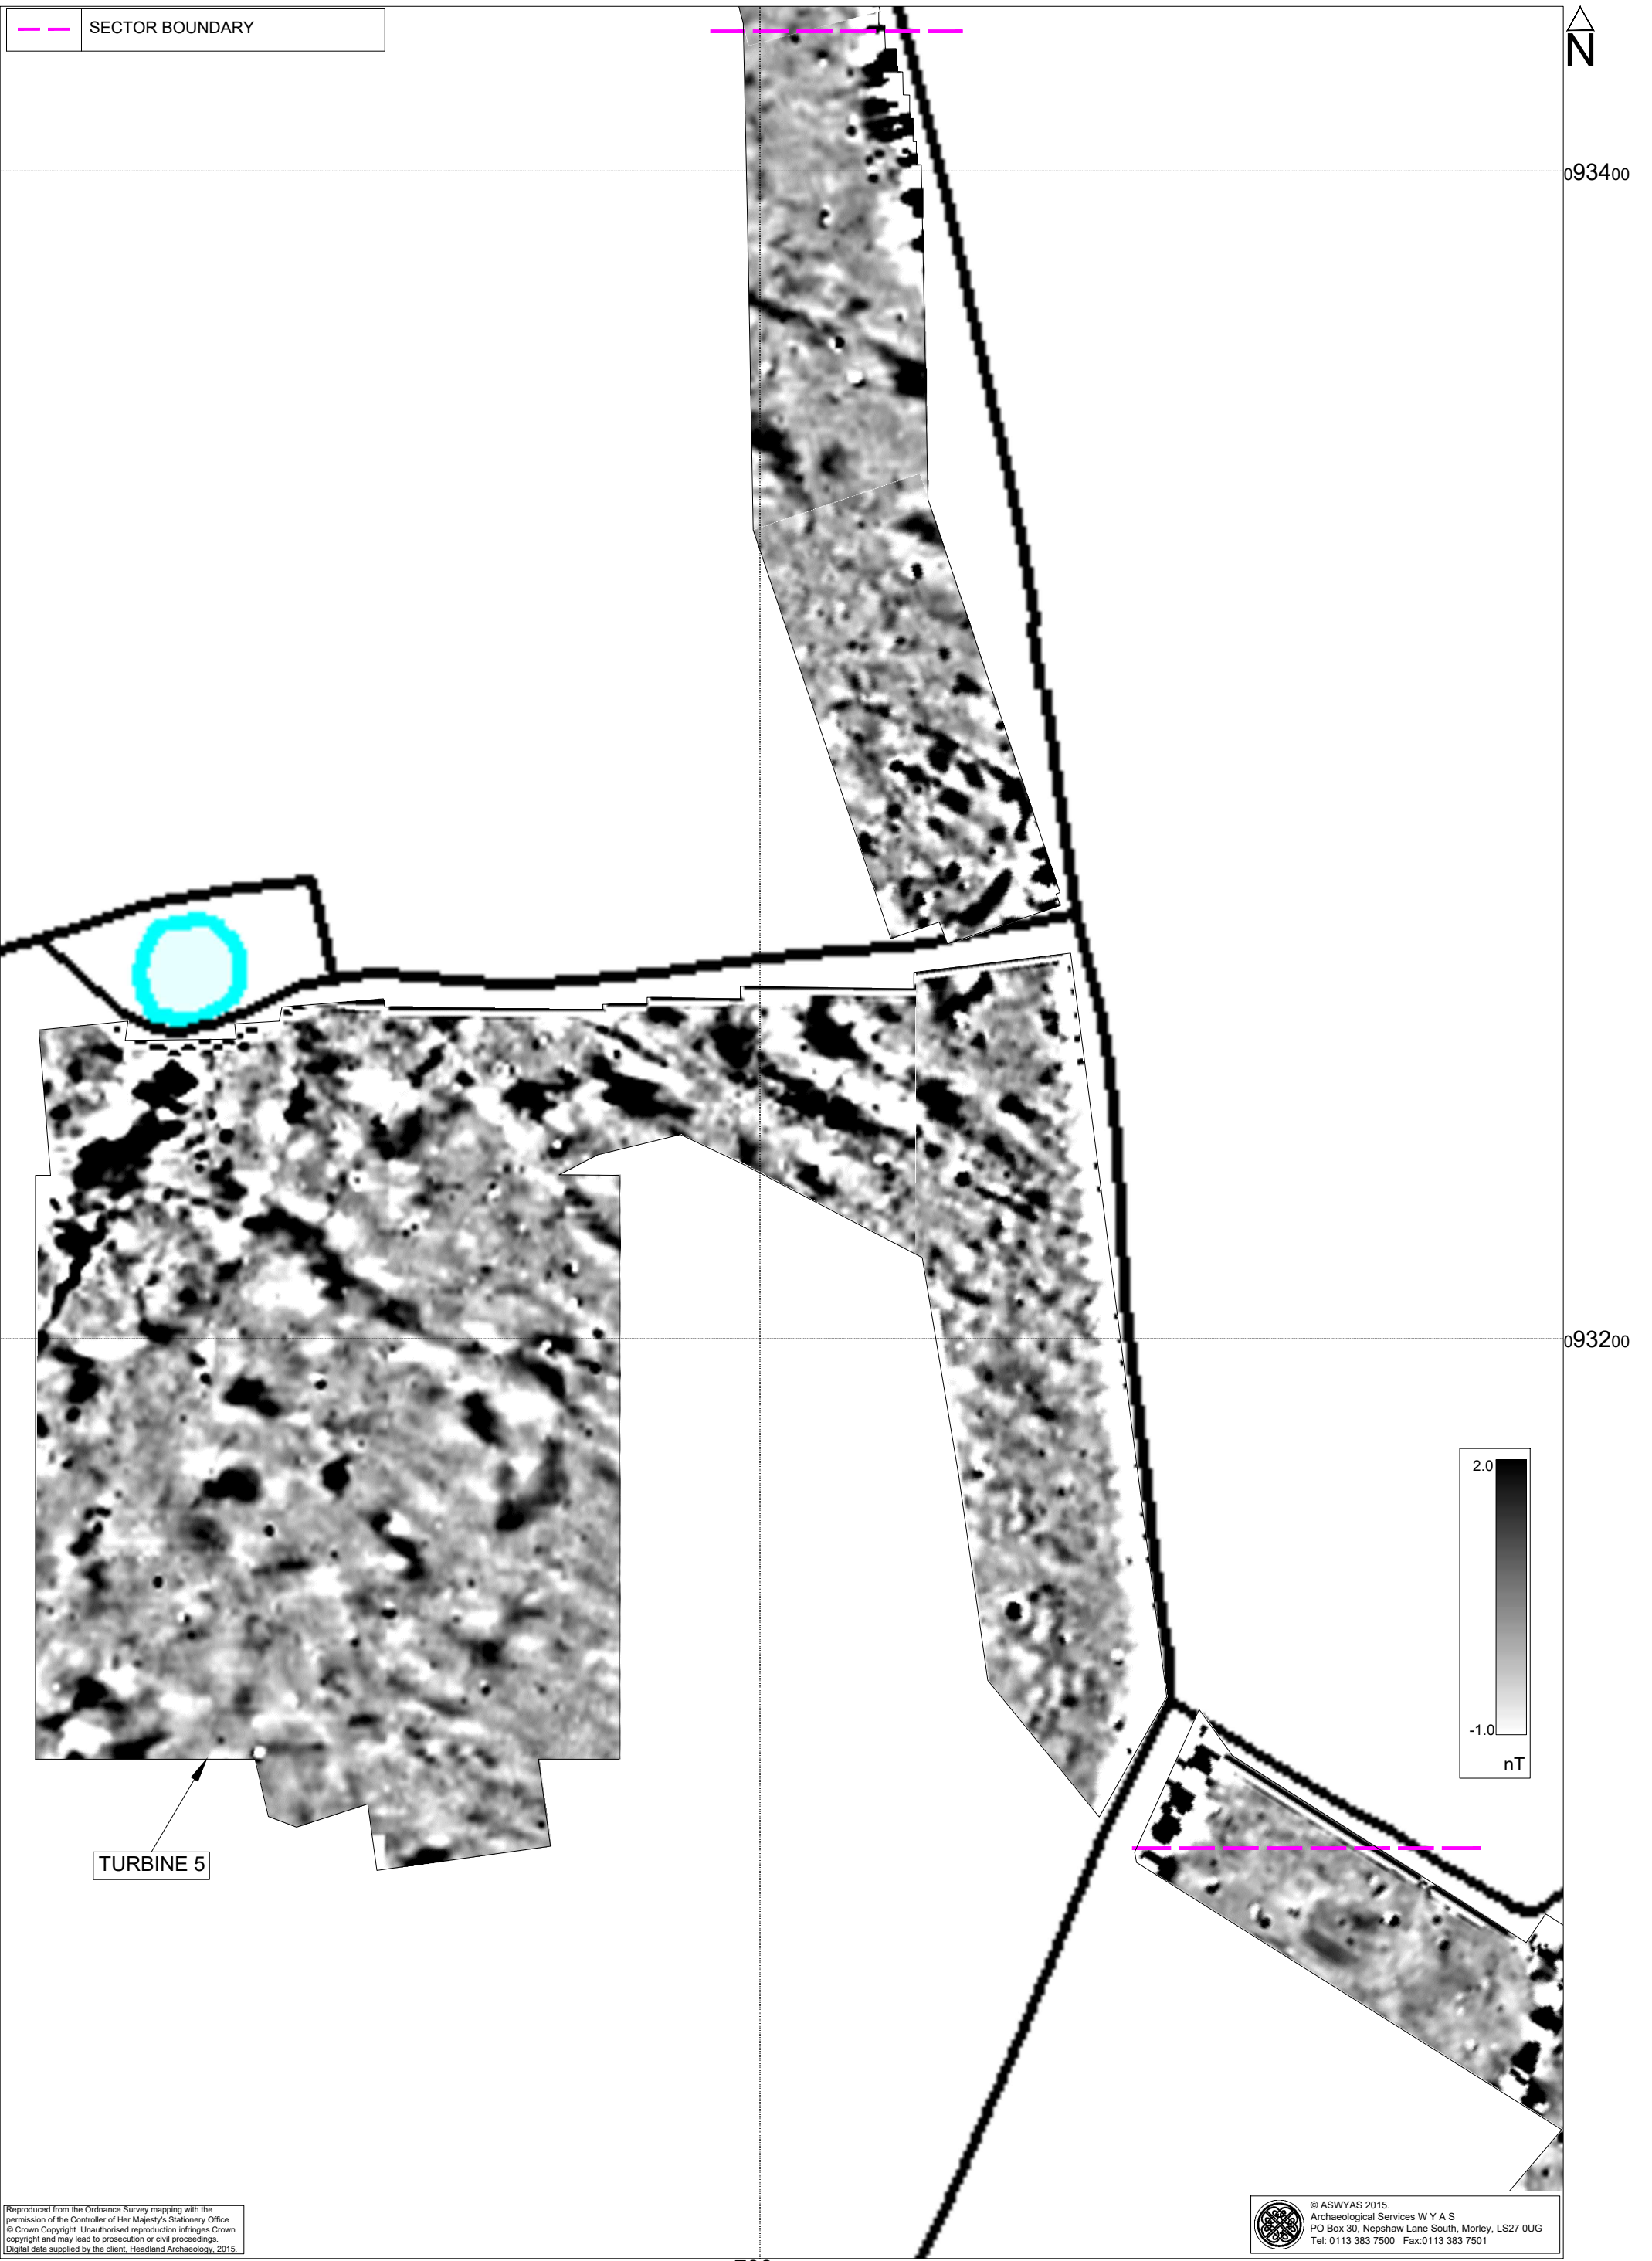 SECTOR BOUNDARY
N
093400
093200
2.0
-1.0
nT
TURBINE 5
Reproduced from the Ordnance Survey mapping with the
permission of the Controller of Her Majesty's Stationery Office.
© Crown Copyright. Unauthorised reproduction infringes Crown
copyright and may lead to prosecution or civil proceedings.
Digital data supplied by the client, Headland Archaeology, 2015.
© ASWYAS 2015.
Archaeological Services W Y A S
PO Box 30, Nepshaw Lane South, Morley, LS27 0UG
Tel: 0113 383 7500 Fax:0113 383 7501